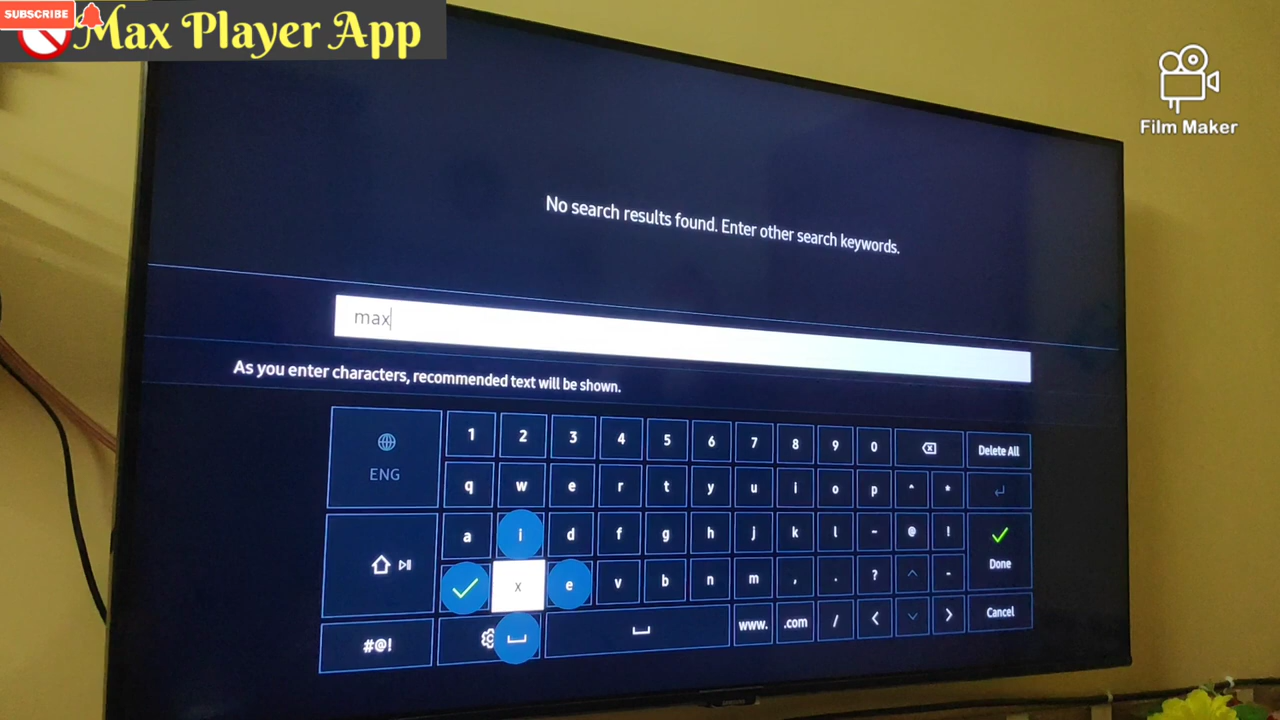 SUBSCRIBE
Max Player App
Film Maker
No search results found. Enter other search keywords.
max
As you enter characters, recommended text will be shown.
ENG 1 2 3 4 5 6 7 8 9 0 Delete All
q w e r t y u i o p ^ *
a i d f g h j k l ~ @ ! Done
x e v b n m , . ? ^ -
#@! www. .com / < > Cancel